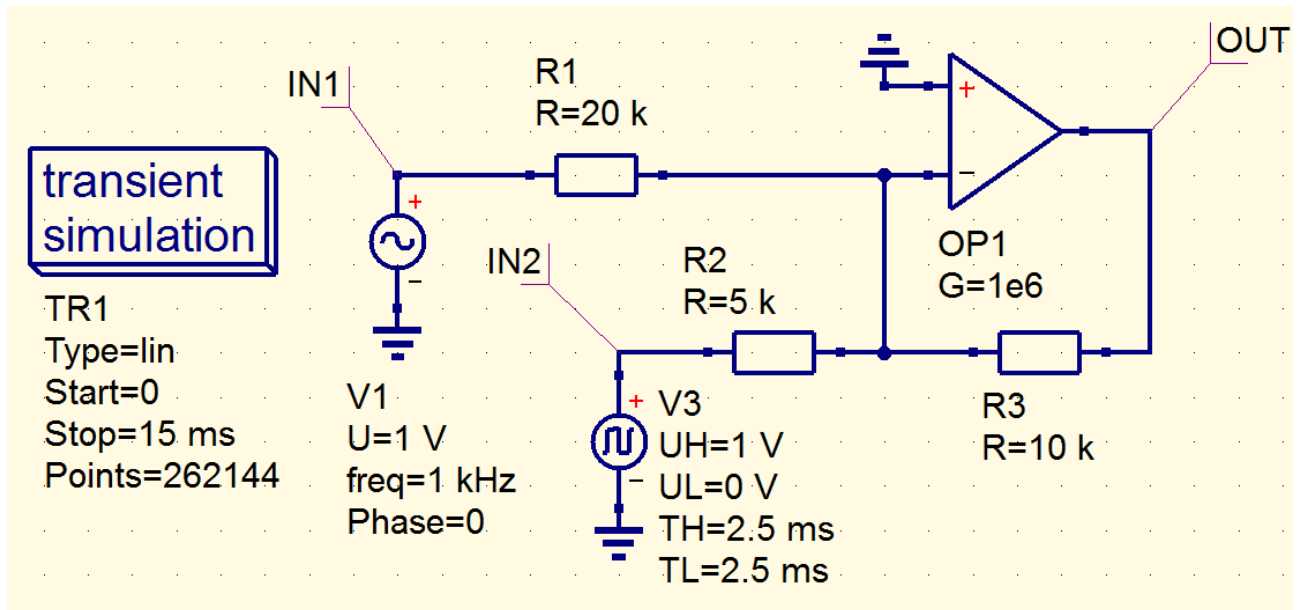 transient
simulation
TR1
Type=lin
Start=0
Stop=15 ms
Points=262144
IN1
+
−
V1
U=1 V
freq=1 kHz
Phase=0
R1
R=20 k
IN2
R2
R=5 k
+
−
V3
UH=1 V
UL=0 V
TH=2.5 ms
TL=2.5 ms
+
−
OP1
G=1e6
R3
R=10 k
OUT